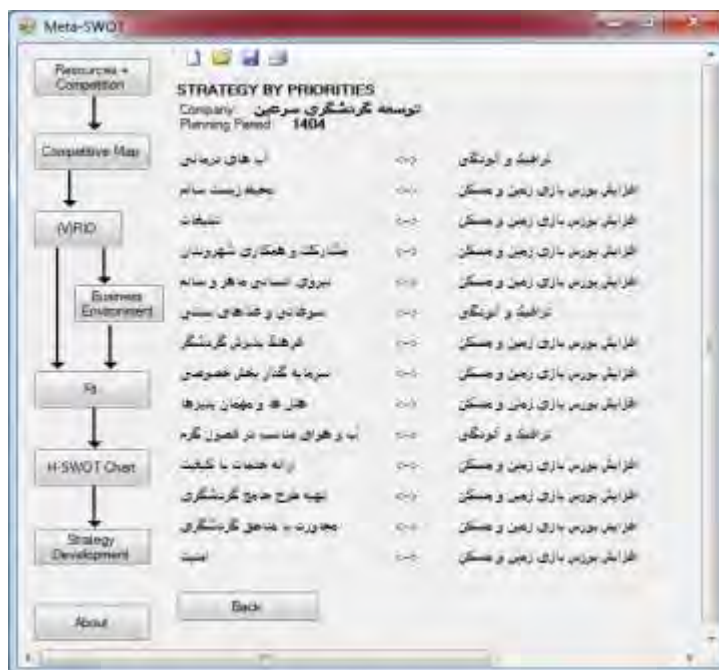 Meta-SWOT
Resources +
Competition
Competitive Map
(V)RIO
Business
Environment
Fit
H-SWOT Chart
Strategy
Development
About
STRATEGY BY PRIORITIES
Company: توسعه گردشگری سرعین
Planning Period: 1404
آب های درمانی <--> ترافیک و آلودگی
محیط زیست سالم <--> افزایش بورس بازی زمین و مسکن
تبلیغات <--> افزایش بورس بازی زمین و مسکن
مشارکت و همکاری شهروندان <--> افزایش بورس بازی زمین و مسکن
نیروی انسانی ماهر و سالم <--> افزایش بورس بازی زمین و مسکن
سوغاتی و غذاهای سنتی <--> ترافیک و آلودگی
فرهنگ پذیرش گردشگر <--> افزایش بورس بازی زمین و مسکن
سرمایه گذار بخش خصوصی <--> افزایش بورس بازی زمین و مسکن
هتل ها و مهمان پذیرها <--> افزایش بورس بازی زمین و مسکن
آب و هوای مناسب در فصول گرم <--> ترافیک و آلودگی
ارائه خدمات با کیفیت <--> افزایش بورس بازی زمین و مسکن
تهیه طرح جامع گردشگری <--> افزایش بورس بازی زمین و مسکن
مجاورت با مناطق گردشگری <--> افزایش بورس بازی زمین و مسکن
امنیت <--> افزایش بورس بازی زمین و مسکن
Back